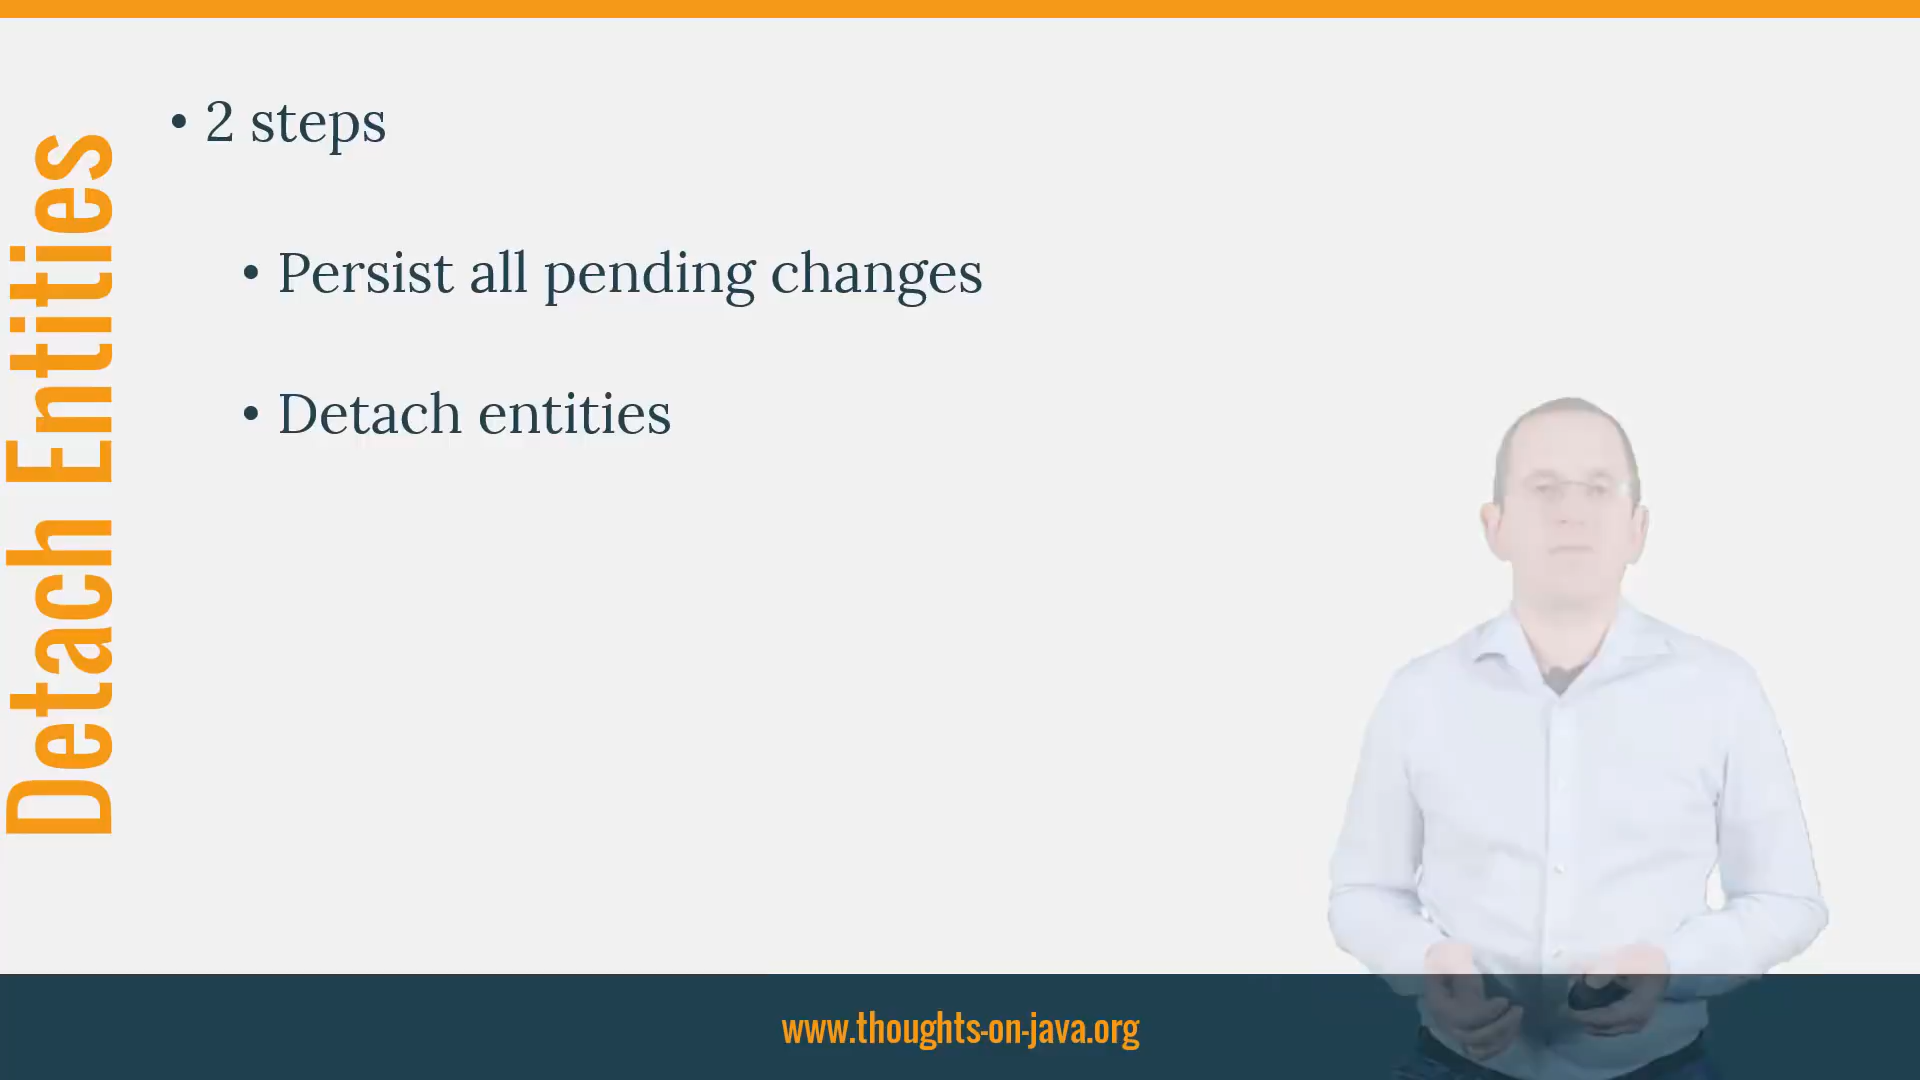 Detach Entities
• 2 steps
• Persist all pending changes
• Detach entities
www.thoughts-on-java.org